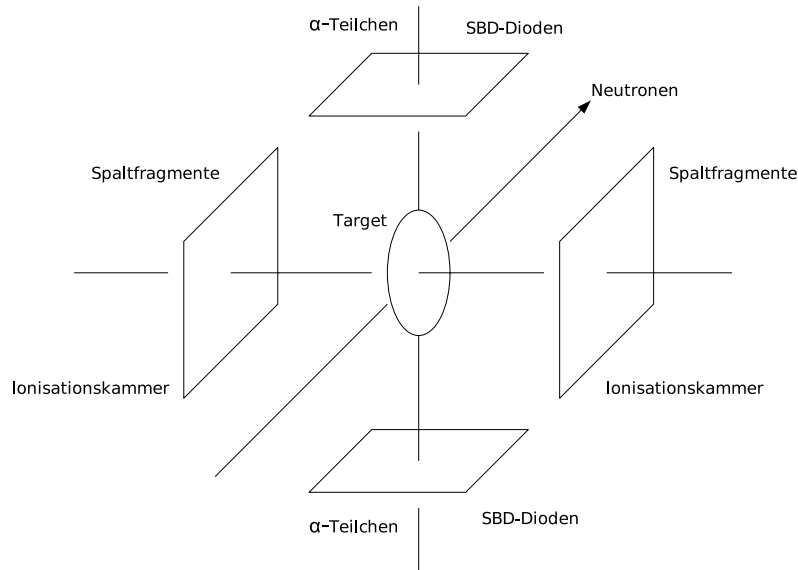 α-Teilchen
SBD-Dioden
Neutronen
Spaltfragmente
Spaltfragmente
Target
Ionisationskammer
Ionisationskammer
α-Teilchen
SBD-Dioden